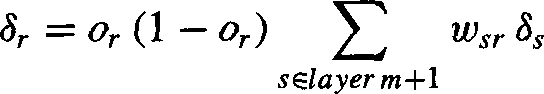 δ_r = o_r (1 − o_r) ∑_{s∈layer m+1} w_{sr} δ_s